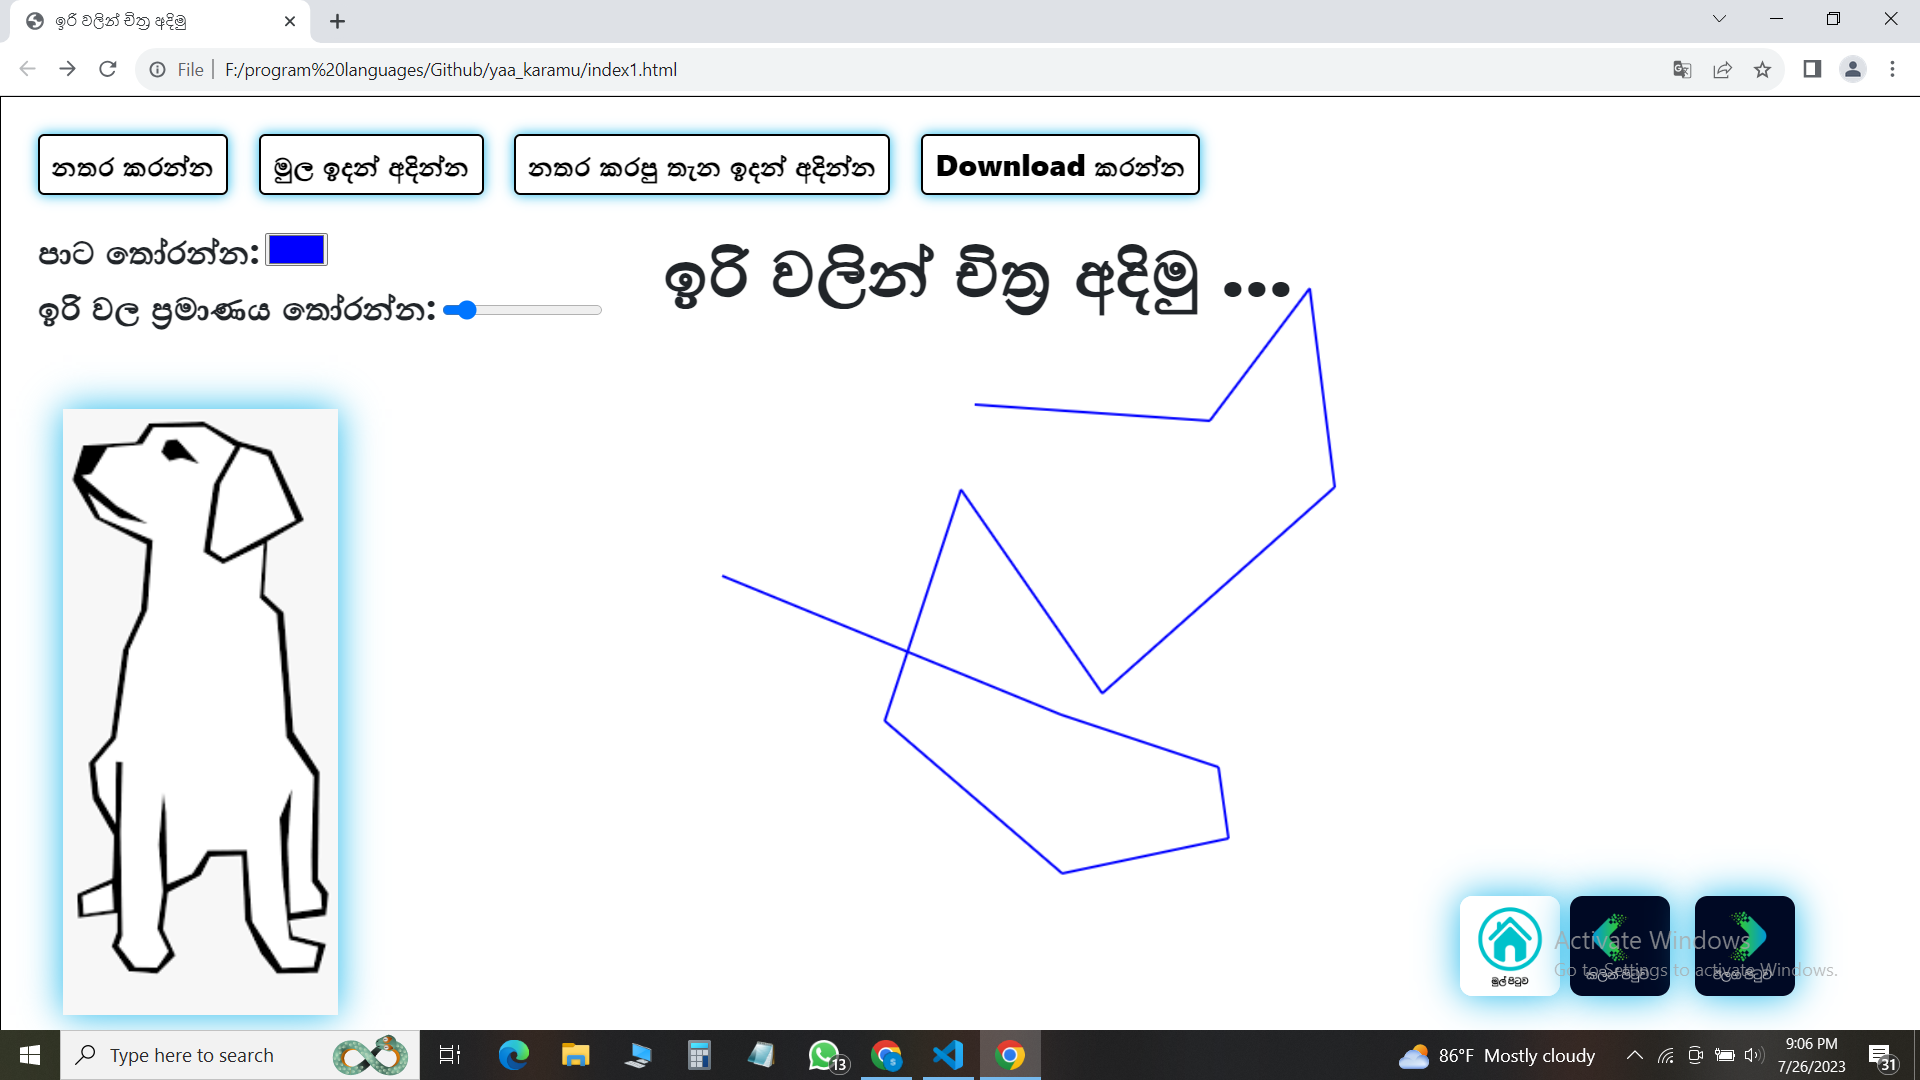 ඉරි වලින් චිත්‍ර අදිමු
File
F:/program%20languages/Github/yaa_karamu/index1.html
නතර කරන්න
මුල ඉදන් අදින්න
නතර කරපු තැන ඉදන් අදින්න
Download කරන්න
පාට තෝරන්න:
ඉරි වලින් චිත්‍ර අදිමු ...
ඉරි වල ප්‍රමාණය තෝරන්න:
මුල් පිටුව
Activate Windows
Go to Settings to activate Windows.
Type here to search
13
86°F Mostly cloudy
9:06 PM
7/26/2023
31